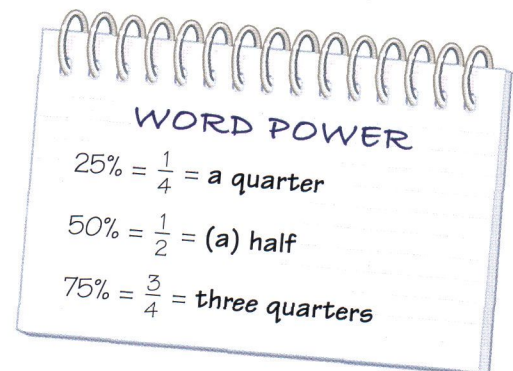 WORD POWER
25% = 1/4 = a quarter
50% = 1/2 = (a) half
75% = 3/4 = three quarters